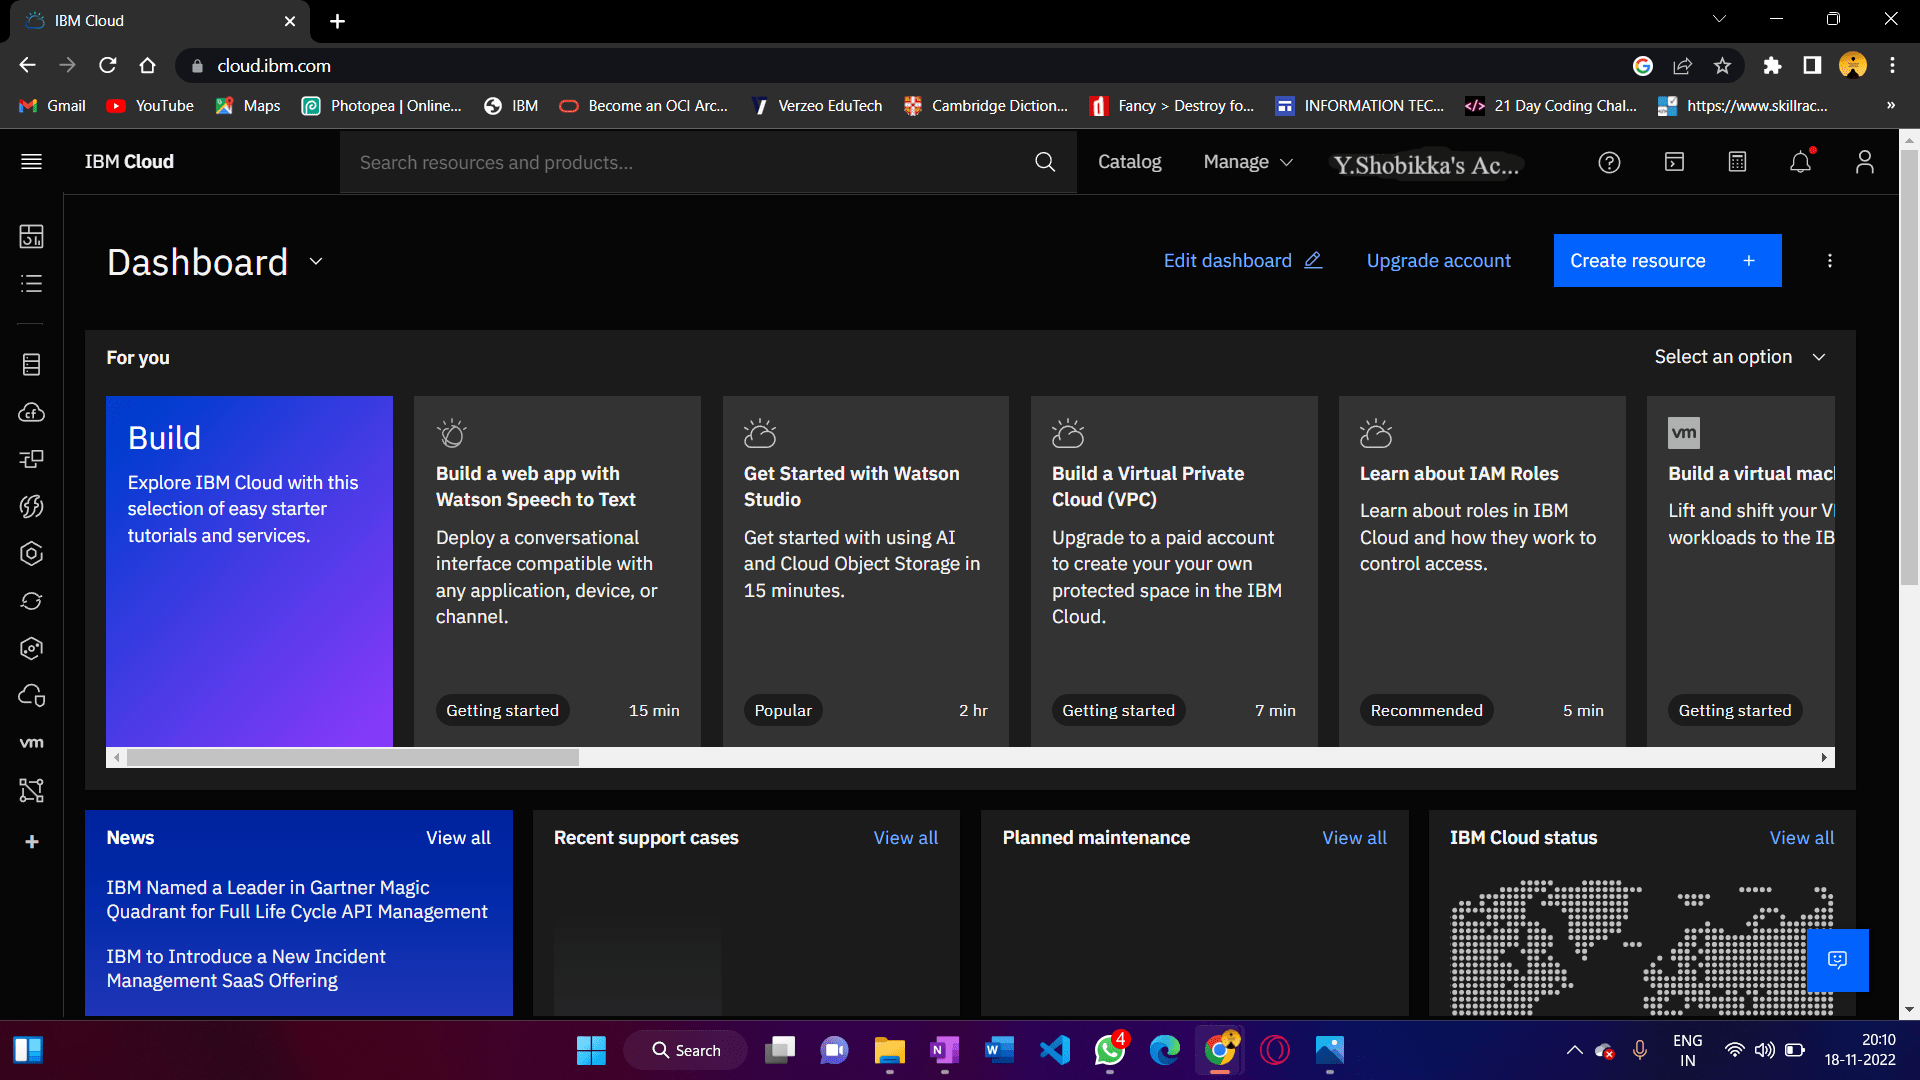 IBM Cloud
cloud.ibm.com
Gmail
YouTube
Maps
Photopea | Online...
IBM
Become an OCI Arc...
Verzeo EduTech
Cambridge Diction...
Fancy > Destroy fo...
INFORMATION TEC...
21 Day Coding Chal...
https://www.skillrac...
»
IBM Cloud
Search resources and products...
Catalog
Manage
Y.Shobikka's Ac...
Dashboard
Edit dashboard
Upgrade account
Create resource +
For you
Select an option
Build
Explore IBM Cloud with this
selection of easy starter
tutorials and services.
Build a web app with
Watson Speech to Text
Deploy a conversational
interface compatible with
any application, device, or
channel.
Getting started
15 min
Get Started with Watson
Studio
Get started with using AI
and Cloud Object Storage in
15 minutes.
Popular
2 hr
Build a Virtual Private
Cloud (VPC)
Upgrade to a paid account
to create your your own
protected space in the IBM
Cloud.
Getting started
7 min
Learn about IAM Roles
Learn about roles in IBM
Cloud and how they work to
control access.
Recommended
5 min
vm
Build a virtual mac
Lift and shift your V
workloads to the IB
Getting started
cf
vm
News
View all
IBM Named a Leader in Gartner Magic
Quadrant for Full Life Cycle API Management
IBM to Introduce a New Incident
Management SaaS Offering
Recent support cases
View all
Planned maintenance
View all
IBM Cloud status
View all
Search
4
ENG
IN
20:10
18-11-2022